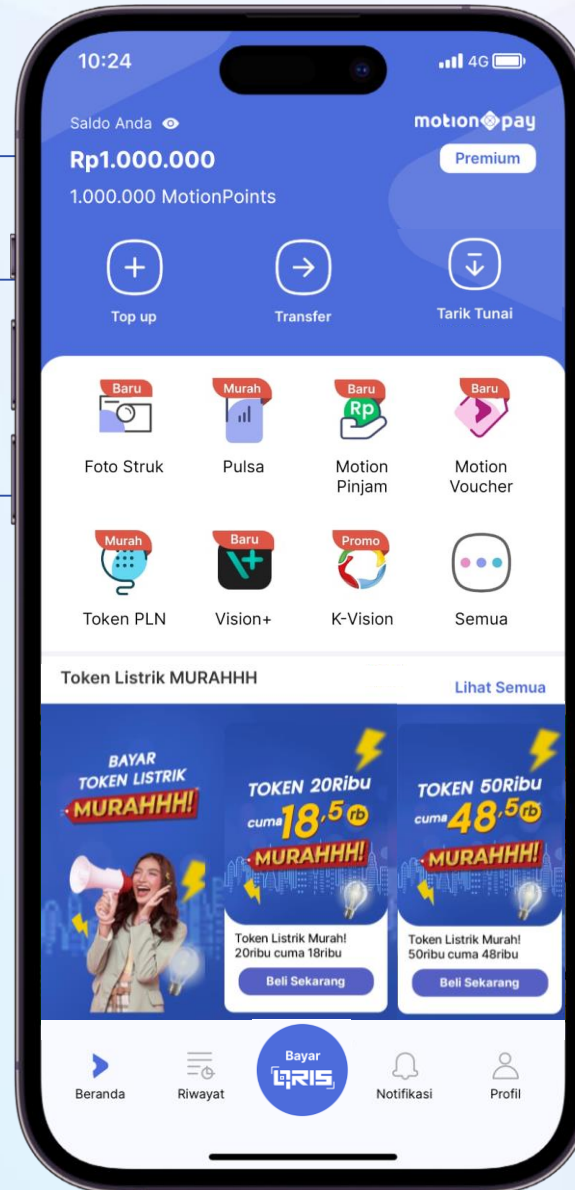 10:24
4G
Saldo Anda
motion pay
Rp1.000.000
Premium
1.000.000 MotionPoints
Top up
Transfer
Tarik Tunai
Baru
Murah
Baru
Baru
Rp
Foto Struk
Pulsa
Motion
Pinjam
Motion
Voucher
Murah
Baru
Promo
V+
Token PLN
Vision+
K-Vision
Semua
Token Listrik MURAHHH
Lihat Semua
BAYAR
TOKEN LISTRIK
MURAHHH!
TOKEN 20Ribu
cuma 18,5 rb
MURAHHH!
Token Listrik Murah!
20ribu cuma 18ribu
Beli Sekarang
TOKEN 50Ribu
cuma 48,5 rb
MURAHHH!
Token Listrik Murah!
50ribu cuma 48ribu
Beli Sekarang
Beranda
Riwayat
Bayar
QRIS
Notifikasi
Profil